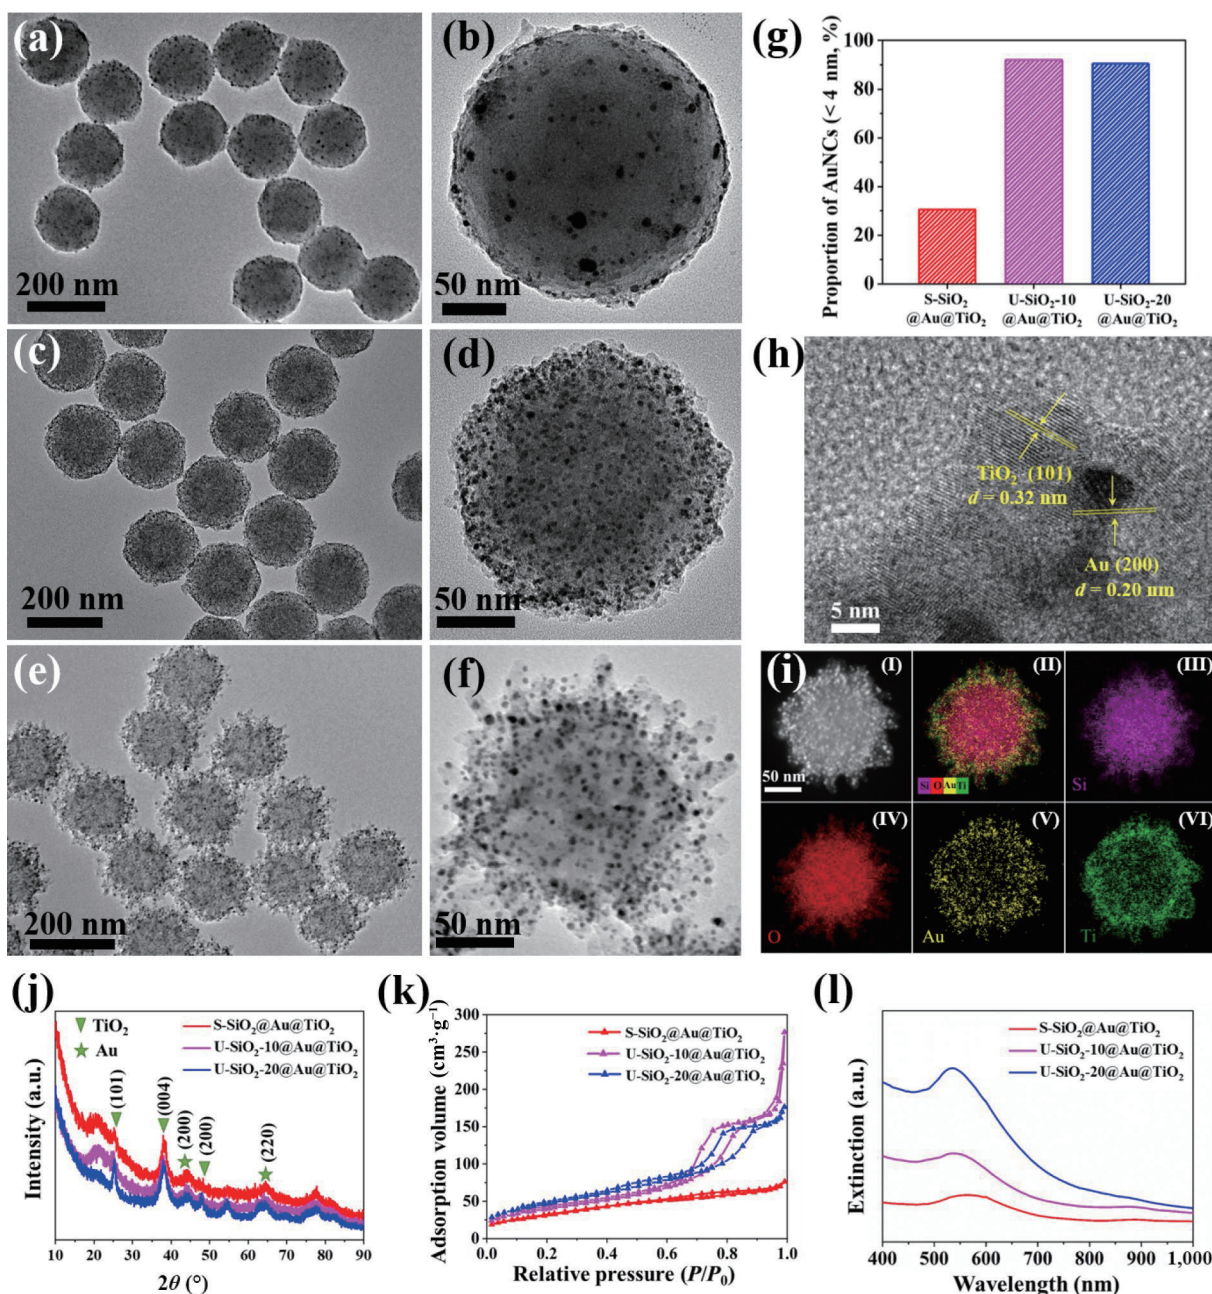 (a)
200 nm
(b)
50 nm
(c)
200 nm
(d)
50 nm
(e)
200 nm
(f)
50 nm
(g)
Proportion of AuNCs (< 4 nm, %)
100
80
60
40
20
0
S-SiO₂
@Au@TiO₂
U-SiO₂-10
@Au@TiO₂
U-SiO₂-20
@Au@TiO₂
(h)
TiO₂ (101)
d = 0.32 nm
Au (200)
d = 0.20 nm
5 nm
(i)
(I)
50 nm
(II)
Si O Au Ti
(III)
Si
(IV)
O
(V)
Au
(VI)
Ti
(j)
Intensity (a.u.)
TiO₂
Au
S-SiO₂@Au@TiO₂
U-SiO₂-10@Au@TiO₂
U-SiO₂-20@Au@TiO₂
(101)
(004)
(200)
(200)
(220)
10 20 30 40 50 60 70 80 90
2θ (°)
(k)
Adsorption volume (cm³·g⁻¹)
300
250
200
150
100
50
0
S-SiO₂@Au@TiO₂
U-SiO₂-10@Au@TiO₂
U-SiO₂-20@Au@TiO₂
0.0 0.2 0.4 0.6 0.8 1.0
Relative pressure (P/P₀)
(l)
Extinction (a.u.)
S-SiO₂@Au@TiO₂
U-SiO₂-10@Au@TiO₂
U-SiO₂-20@Au@TiO₂
400 500 600 700 800 900 1,000
Wavelength (nm)